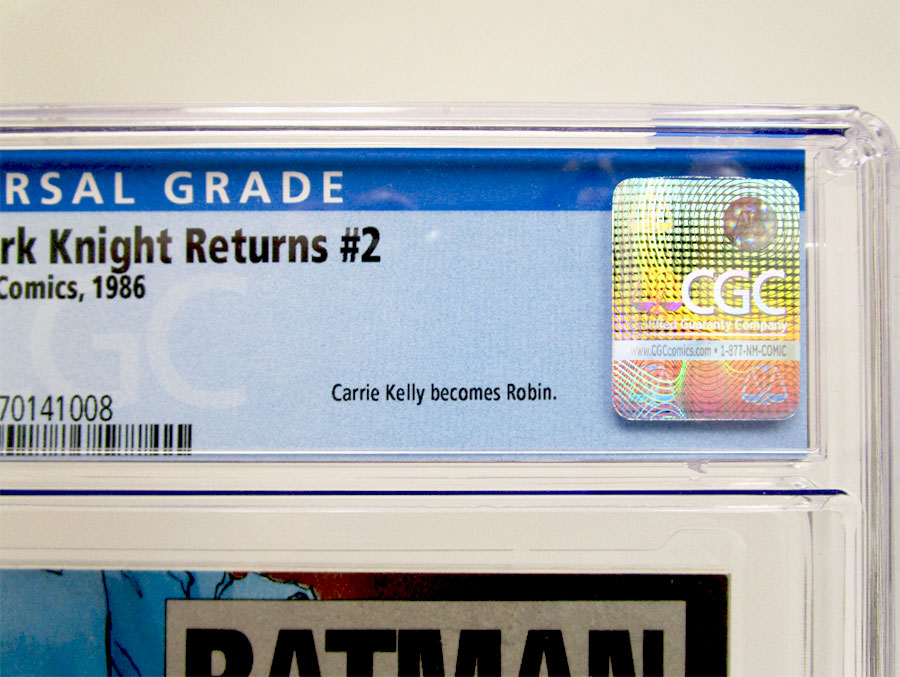 RSAL GRADE
rk Knight Returns #2
Comics, 1986
CGC
CGC
Certified Guaranty Company
www.CGCcomics.com • 1-877-NM-COMIC
Carrie Kelly becomes Robin.
70141008
BATMAN